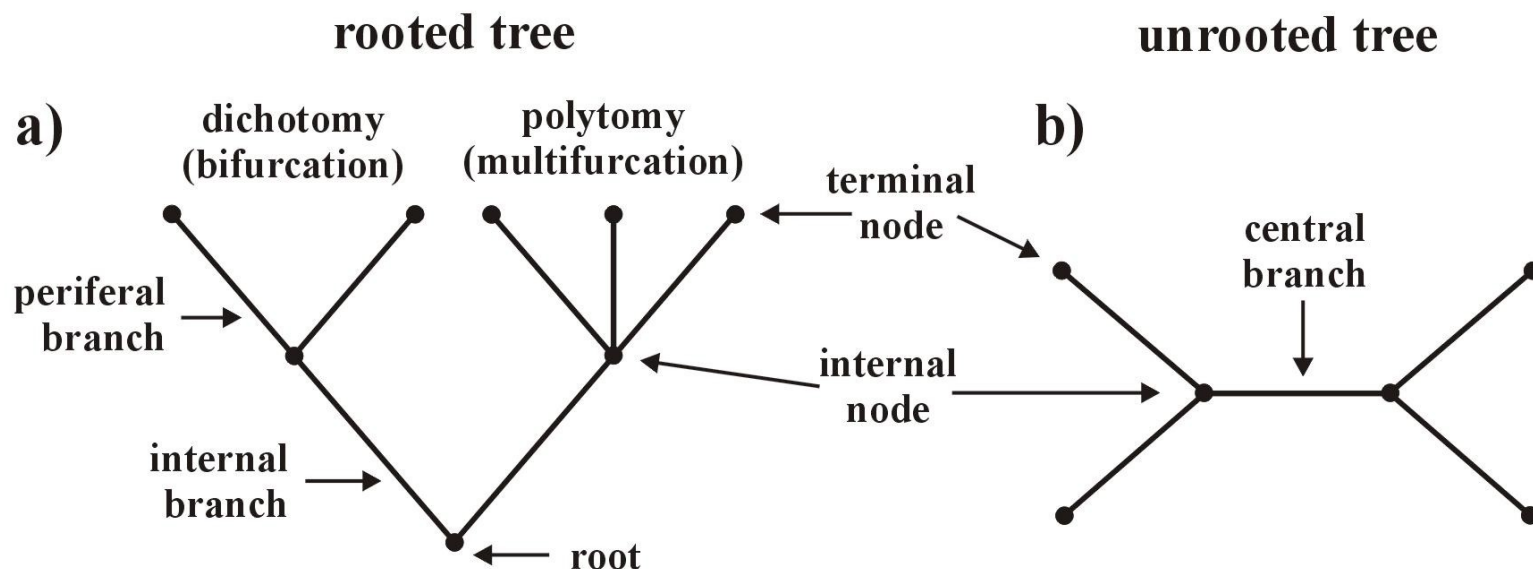 rooted tree
unrooted tree
a)
dichotomy
(bifurcation)
polytomy
(multifurcation)
b)
terminal
node
central
branch
periferal
branch
internal
node
internal
branch
root